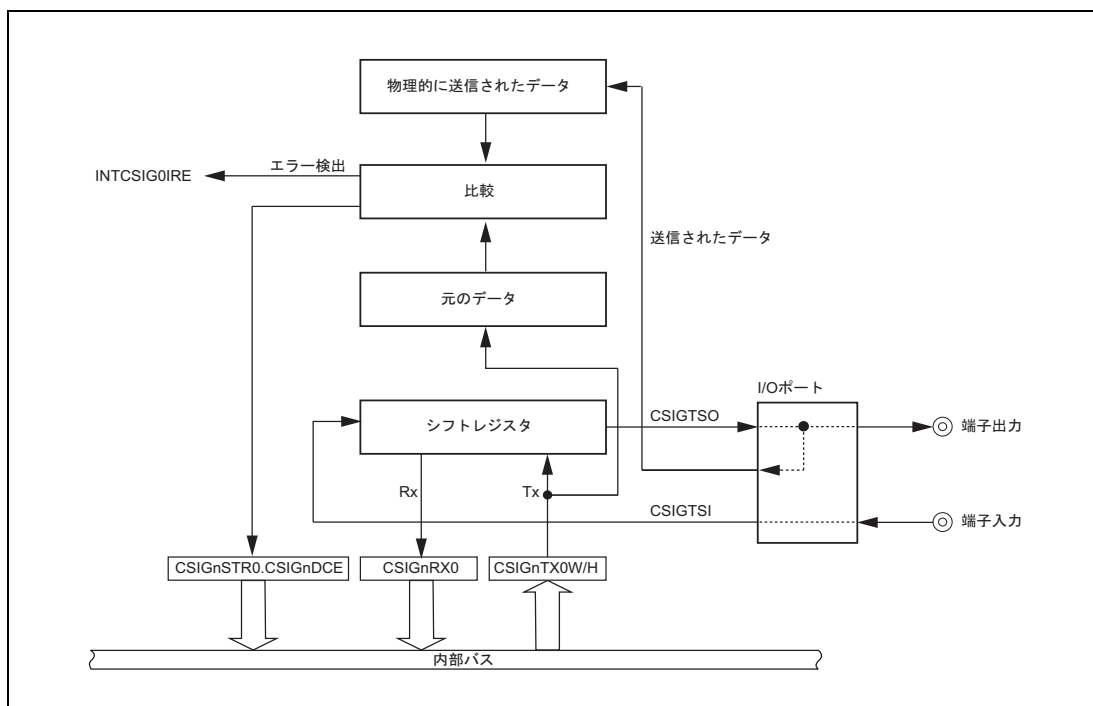 物理的に送信されたデータ
エラー検出
INTCSIG0IRE
比較
送信されたデータ
元のデータ
I/Oポート
シフトレジスタ
CSIGTSO
端子出力
Rx
Tx
CSIGTSI
端子入力
CSIGnSTR0.CSIGnDCE
CSIGnRX0
CSIGnTX0W/H
内部バス